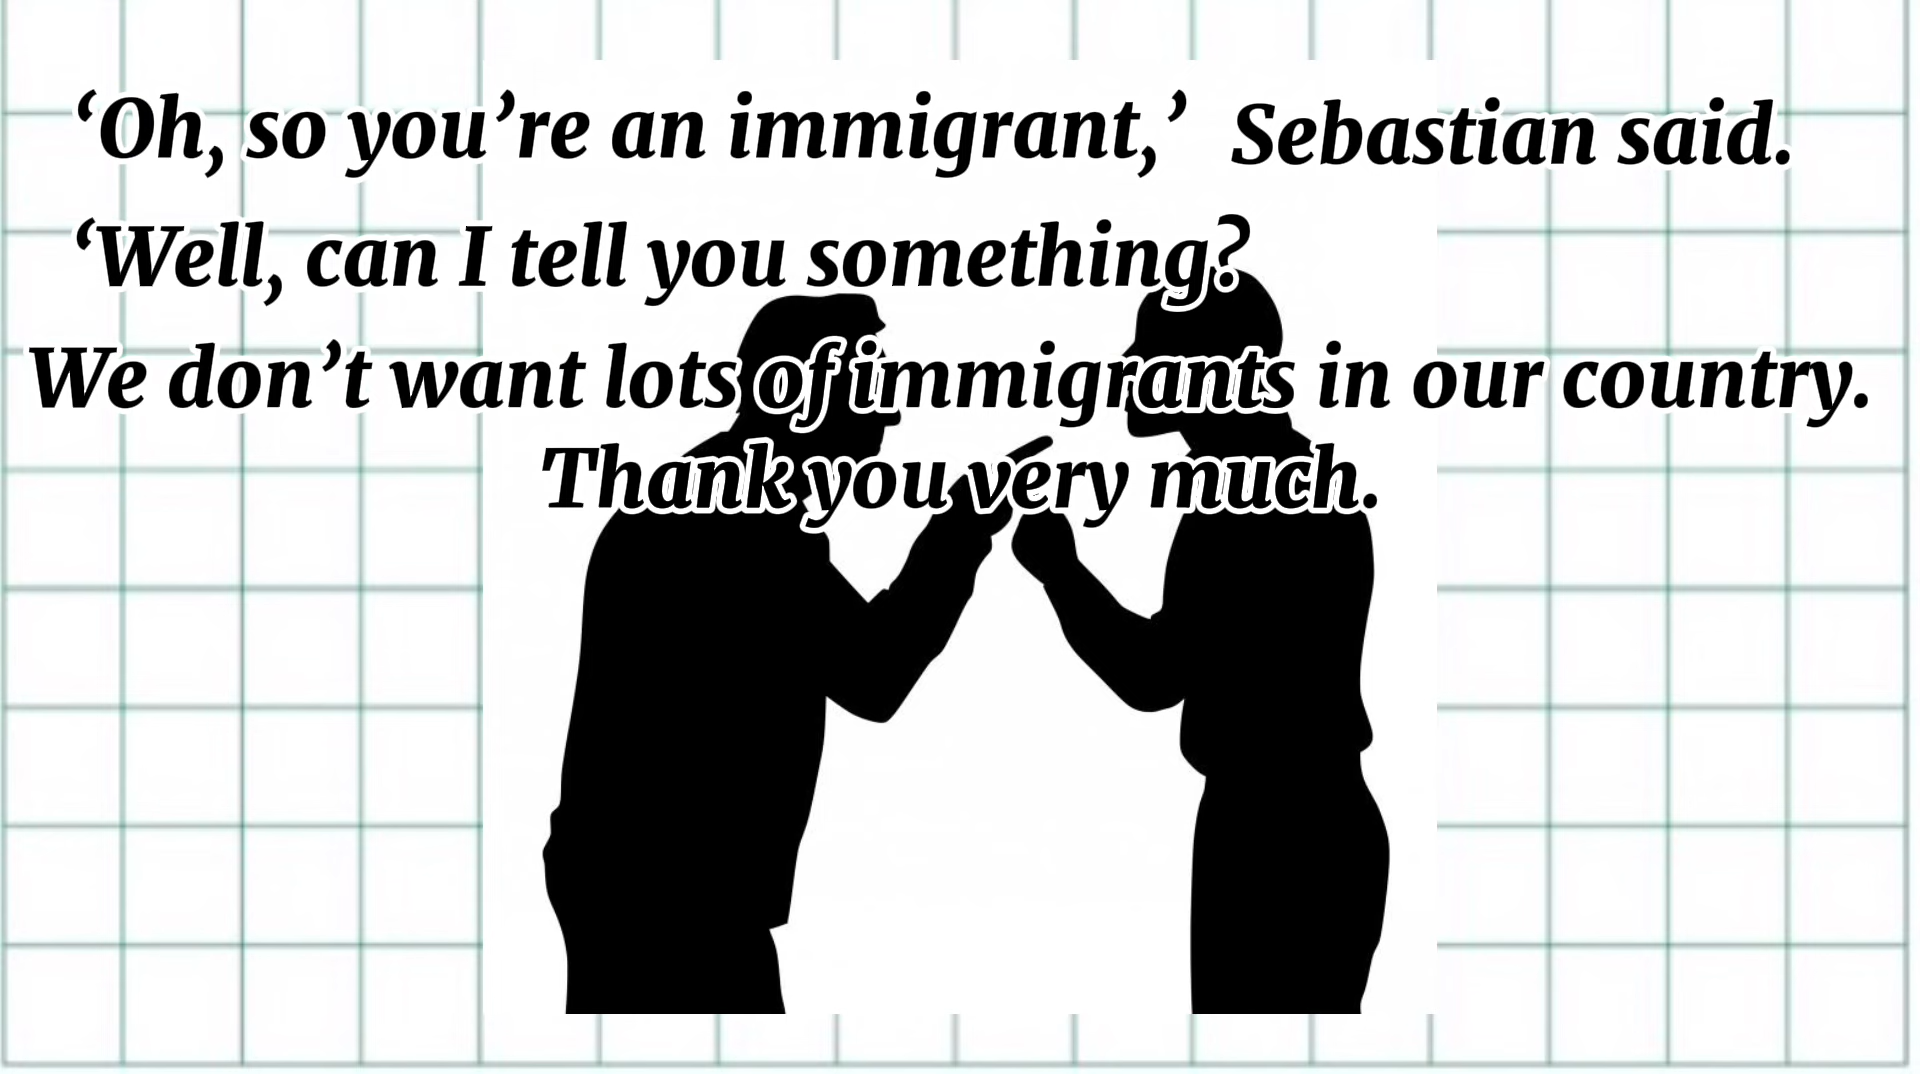 ‘Oh, so you’re an immigrant,’ Sebastian said.
‘Well, can I tell you something?
We don’t want lots of immigrants in our country.
Thank you very much.